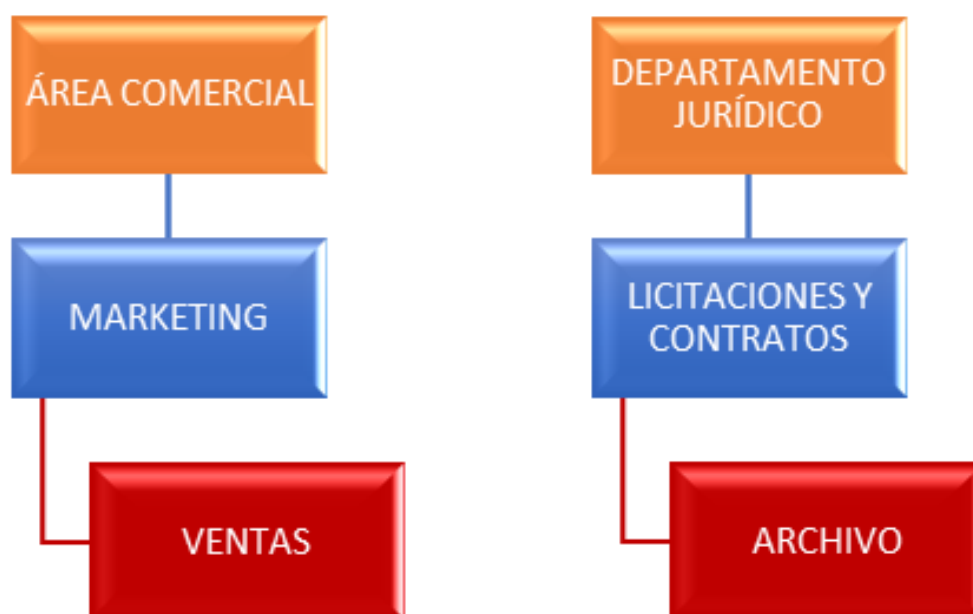 ÁREA COMERCIAL
MARKETING
VENTAS
DEPARTAMENTO
JURÍDICO
LICITACIONES Y
CONTRATOS
ARCHIVO